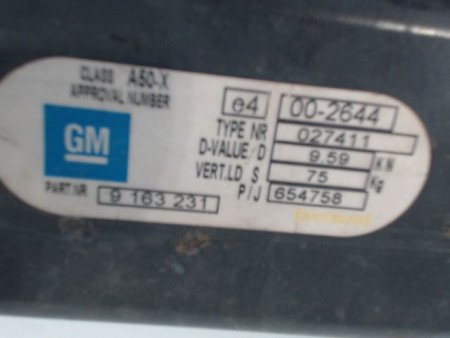 CLASS A50-X
APPROVAL NUMBER e4 00-2644
GM
TYPE NR 027411
D-VALUE/D 9.59 KN
VERT.LD S 75 Kg
PART.NR. 9 163 231
P/J 654758